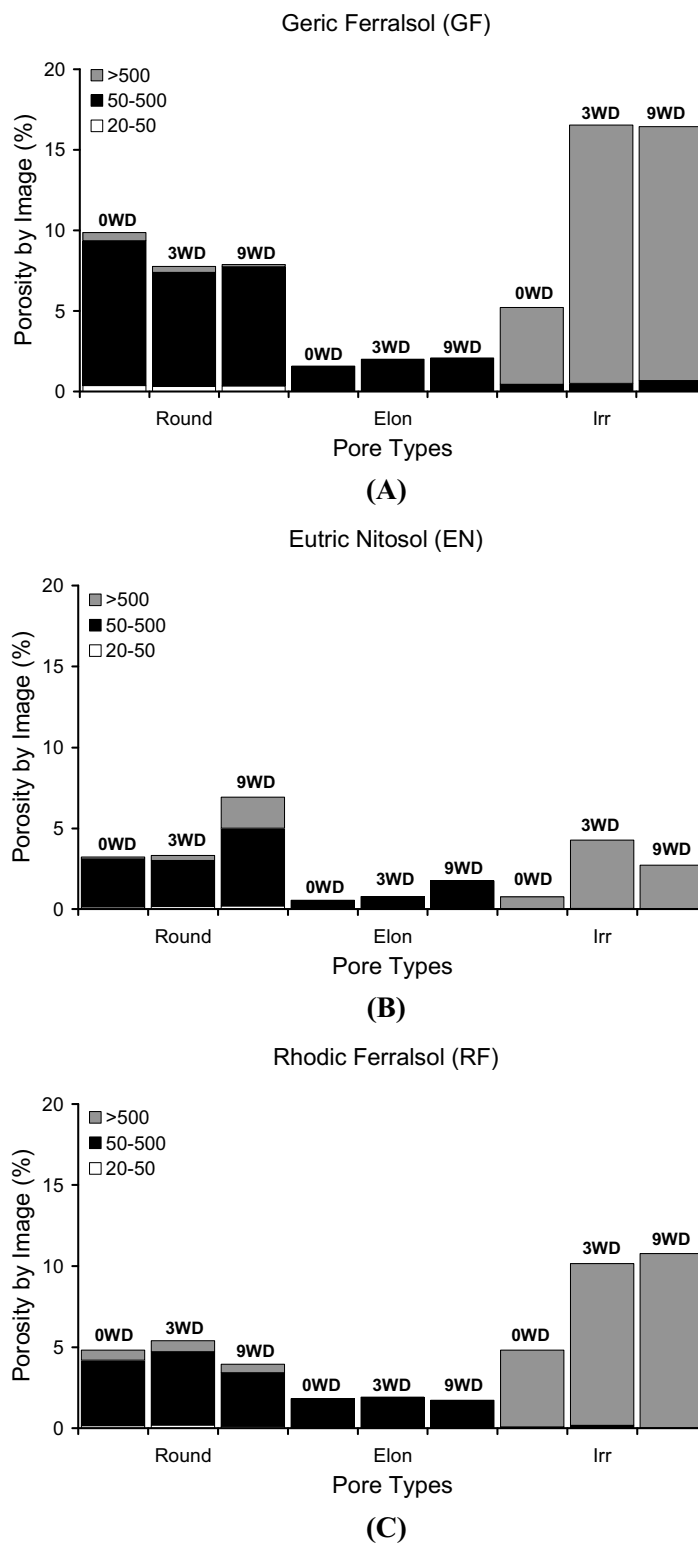 Geric Ferralsol (GF)
20
15
10
5
0
Porosity by Image (%)
>500
50-500
20-50
0WD
3WD
9WD
0WD
3WD
9WD
0WD
3WD
9WD
Round
Elon
Irr
Pore Types
(A)
Eutric Nitosol (EN)
20
15
10
5
0
Porosity by Image (%)
>500
50-500
20-50
0WD
3WD
9WD
0WD
3WD
9WD
0WD
3WD
9WD
Round
Elon
Irr
Pore Types
(B)
Rhodic Ferralsol (RF)
20
15
10
5
0
Porosity by Image (%)
>500
50-500
20-50
0WD
3WD
9WD
0WD
3WD
9WD
0WD
3WD
9WD
Round
Elon
Irr
Pore Types
(C)